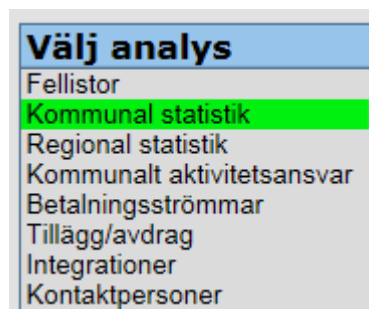 Välj analys
Fellistor
Kommunal statistik
Regional statistik
Kommunalt aktivitetsansvar
Betalningsströmmar
Tillägg/avdrag
Integrationer
Kontaktpersoner